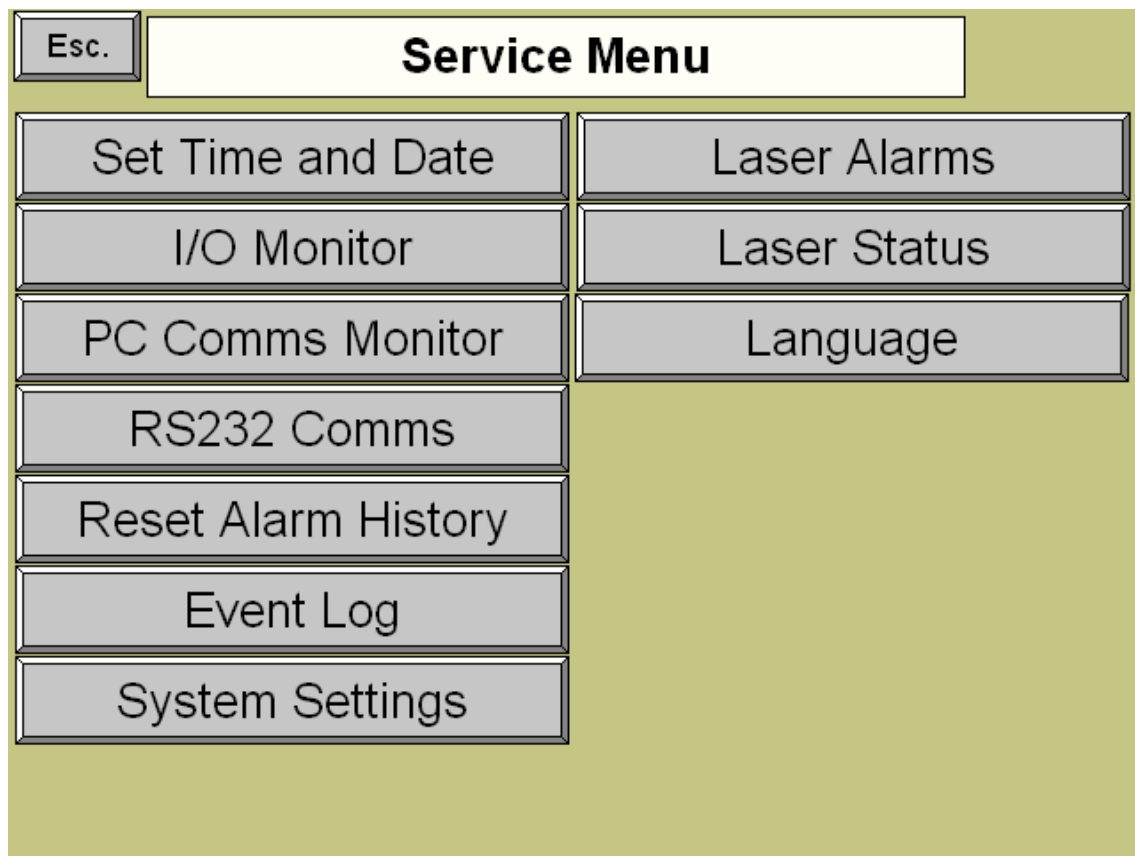 Esc.
Service Menu
Set Time and Date
Laser Alarms
I/O Monitor
Laser Status
PC Comms Monitor
Language
RS232 Comms
Reset Alarm History
Event Log
System Settings